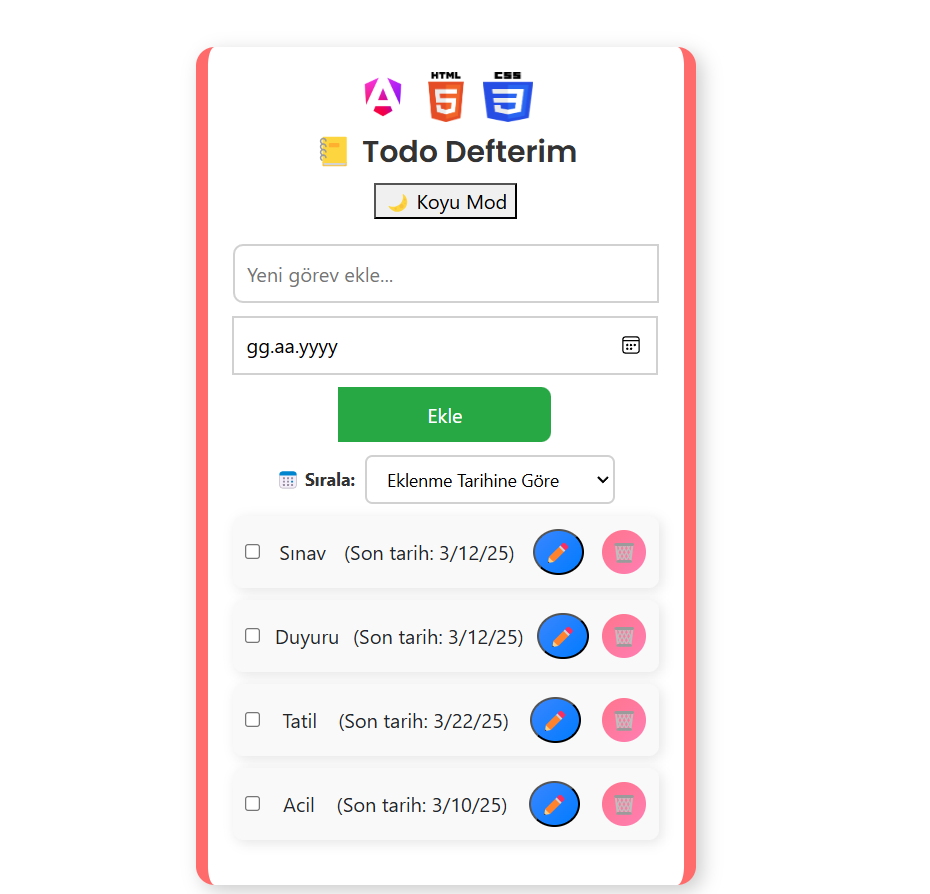 HTML CSS
Todo Defterim
Koyu Mod
Yeni görev ekle...
gg.aa.yyyy
Ekle
Sırala: Eklenme Tarihine Göre
Sınav (Son tarih: 3/12/25)
Duyuru (Son tarih: 3/12/25)
Tatil (Son tarih: 3/22/25)
Acil (Son tarih: 3/10/25)